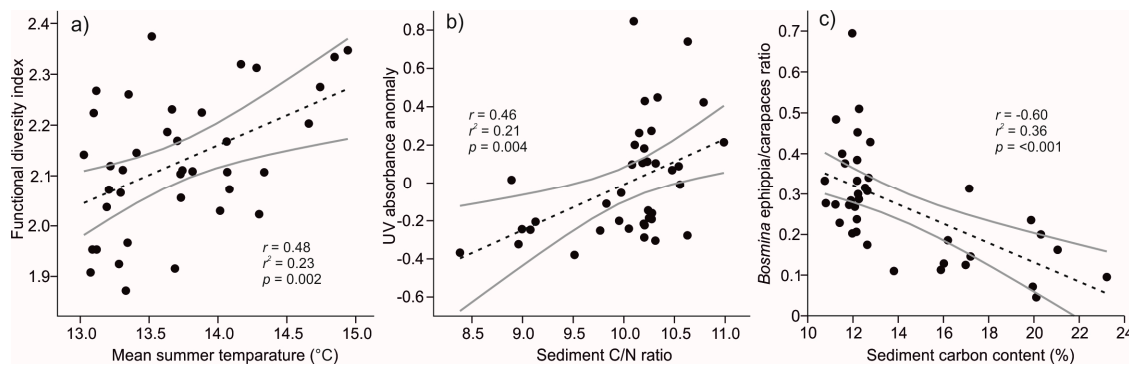 a)
2.4
2.3
2.2
2.1
2.0
1.9
Functional diversity index
r = 0.48
r² = 0.23
p = 0.002
13.0 13.5 14.0 14.5 15.0
Mean summer temparature (°C)
b)
0.8
0.6
0.4
0.2
0
-0.2
-0.4
-0.6
UV absorbance anomaly
r = 0.46
r² = 0.21
p = 0.004
8.5 9.0 9.5 10.0 10.5 11.0
Sediment C/N ratio
c)
0.7
0.6
0.5
0.4
0.3
0.2
0.1
0
Bosmina ephippia/carapaces ratio
r = -0.60
r² = 0.36
p = <0.001
10 12 14 16 18 20 22 24
Sediment carbon content (%)